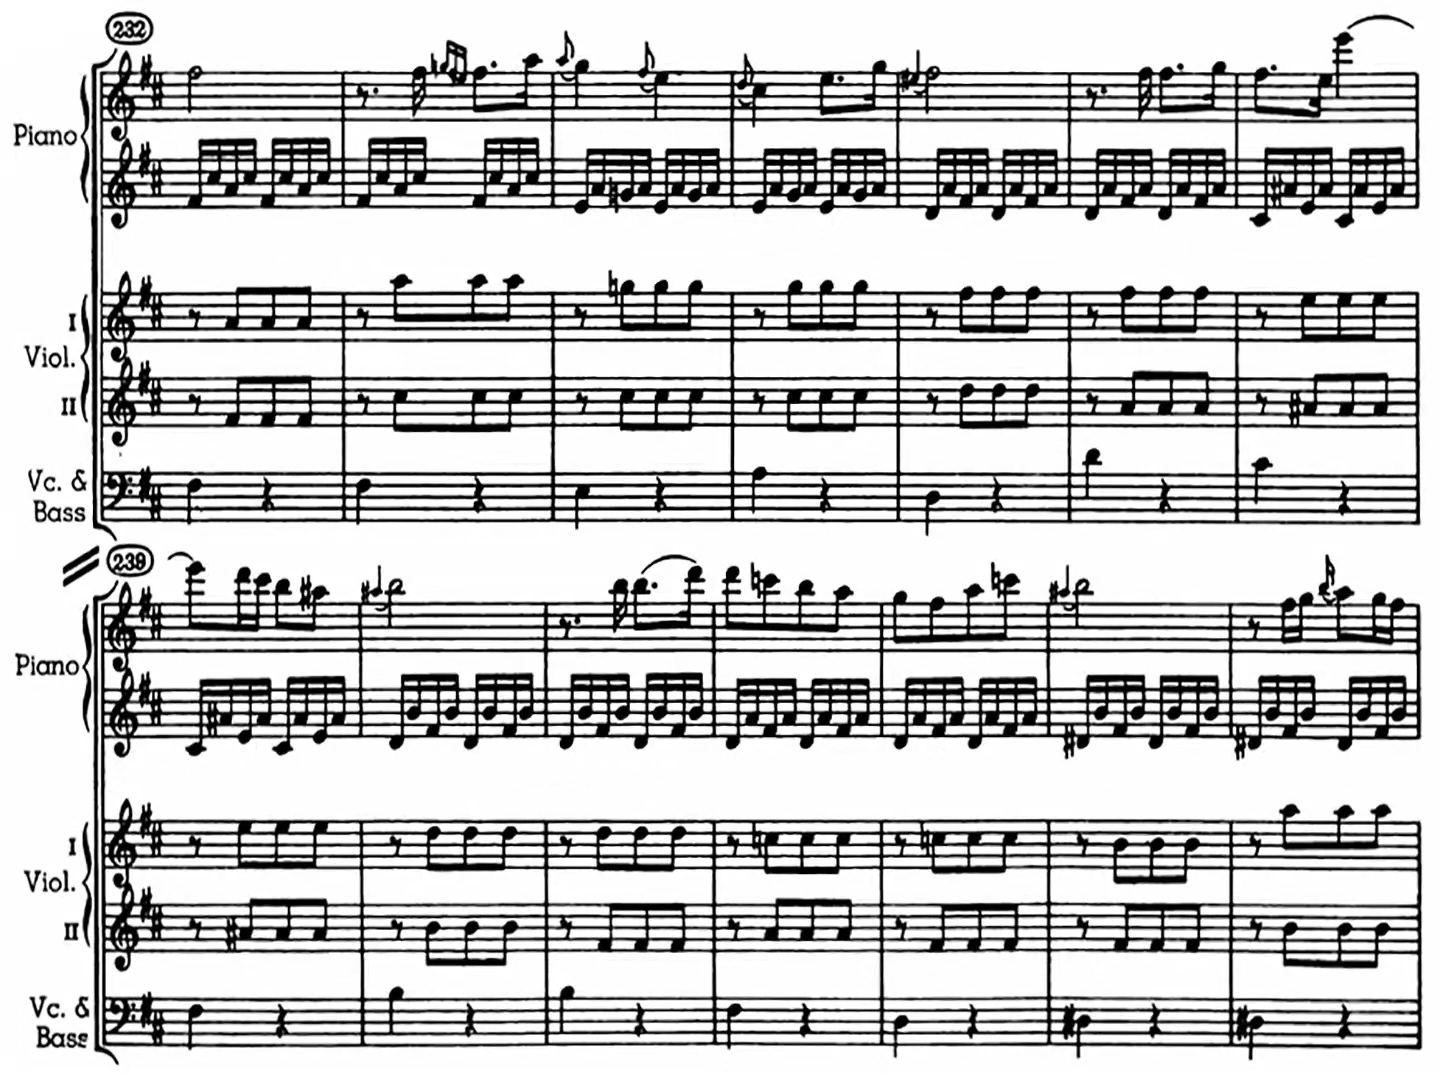 232
Piano
I
Viol.
II
Vc. &
Bass
239
Piano
I
Viol.
II
Vc. &
Bass